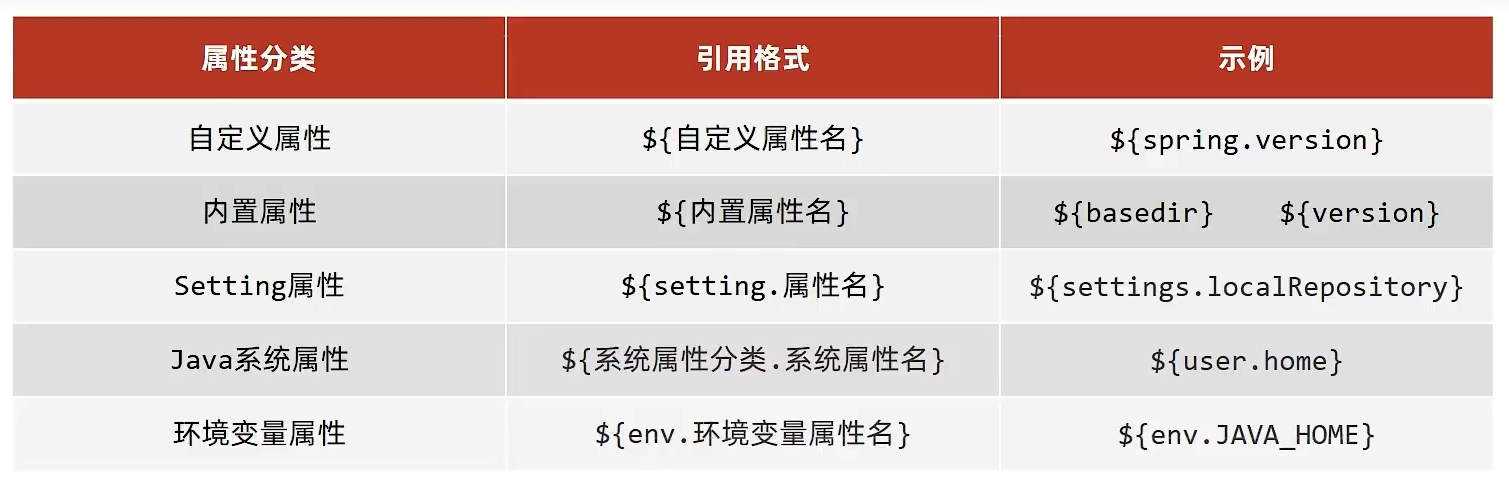 属性分类 引用格式 示例
自定义属性 ${自定义属性名} ${spring.version}
内置属性 ${内置属性名} ${basedir} ${version}
Setting属性 ${setting.属性名} ${settings.localRepository}
Java系统属性 ${系统属性分类.系统属性名} ${user.home}
环境变量属性 ${env.环境变量属性名} ${env.JAVA_HOME}